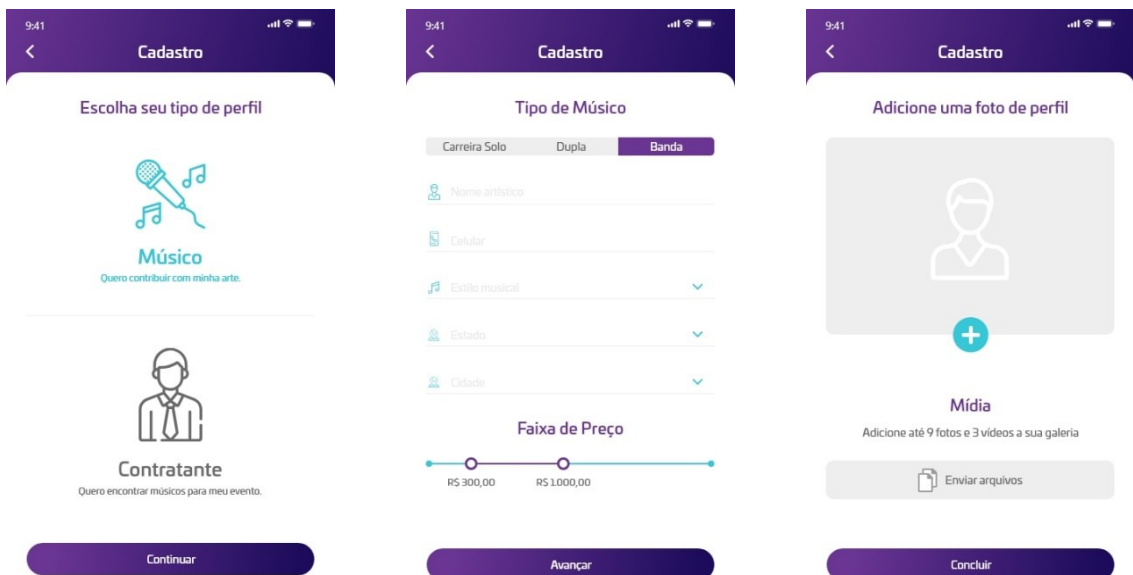 9:41
Cadastro
Escolha seu tipo de perfil
Músico
Quero contribuir com minha arte.
Contratante
Quero encontrar músicos para meu evento.
Continuar
9:41
Cadastro
Tipo de Músico
Carreira Solo Dupla Banda
Nome artístico
Celular
Estilo musical
Estado
Cidade
Faixa de Preço
R$ 300,00 R$ 1.000,00
Avançar
9:41
Cadastro
Adicione uma foto de perfil
Mídia
Adicione até 9 fotos e 3 vídeos a sua galeria
Enviar arquivos
Concluir